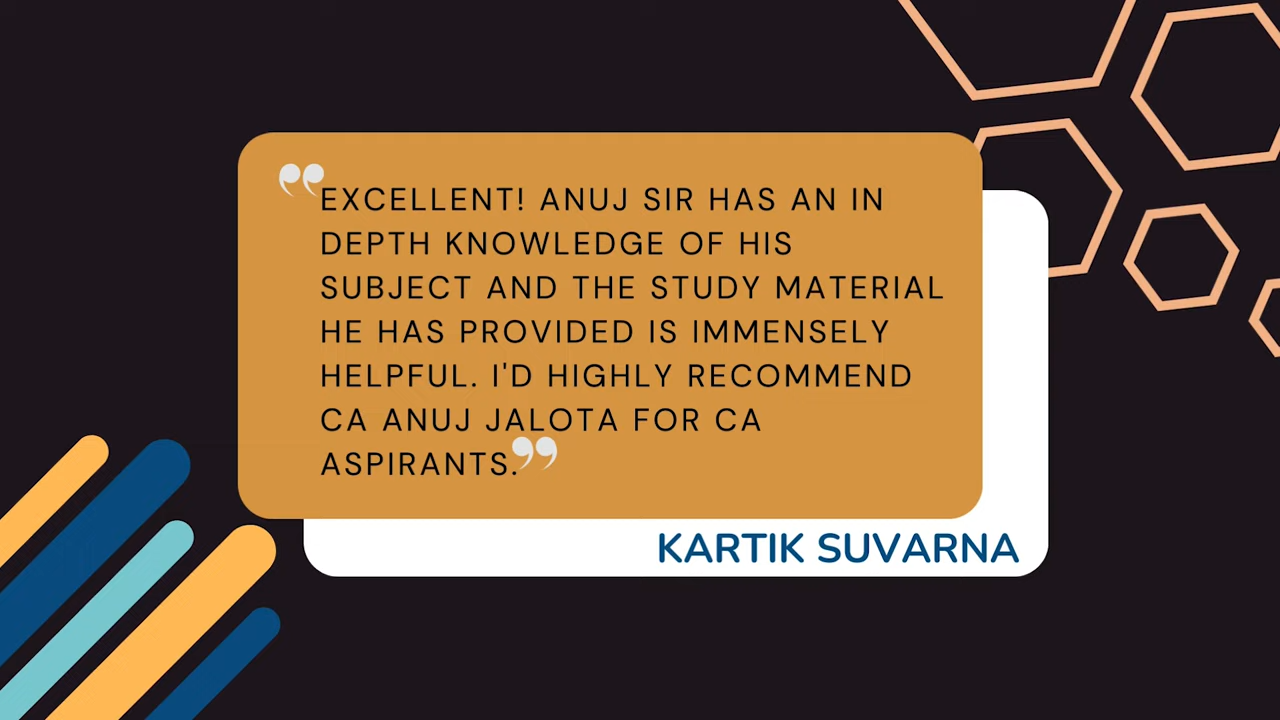 ❜❜EXCELLENT! ANUJ SIR HAS AN IN
DEPTH KNOWLEDGE OF HIS
SUBJECT AND THE STUDY MATERIAL
HE HAS PROVIDED IS IMMENSELY
HELPFUL. I'D HIGHLY RECOMMEND
CA ANUJ JALOTA FOR CA
ASPIRANTS.❜❜
KARTIK SUVARNA